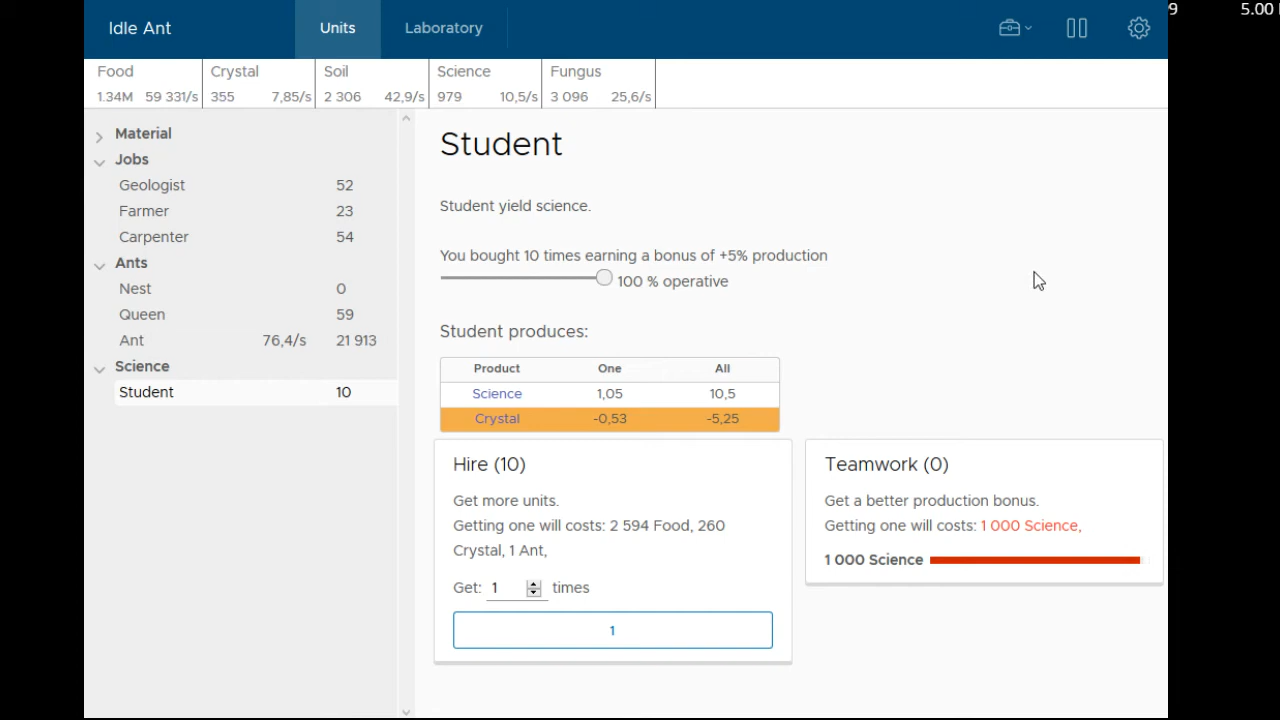 Idle Ant Units Laboratory
9 5.00
Food Crystal Soil Science Fungus
1.34M 59 331/s 355 7,85/s 2 306 42,9/s 979 10,5/s 3 096 25,6/s
Material
Jobs
Geologist 52
Farmer 23
Carpenter 54
Ants
Nest 0
Queen 59
Ant 76,4/s 21 913
Science
Student 10
Student
Student yield science.
You bought 10 times earning a bonus of +5% production
100 % operative
Student produces:
Product One All
Science 1,05 10,5
Crystal -0,53 -5,25
Hire (10)
Get more units.
Getting one will costs: 2 594 Food, 260
Crystal, 1 Ant,
Get: 1 times
1
Teamwork (0)
Get a better production bonus.
Getting one will costs: 1 000 Science,
1 000 Science